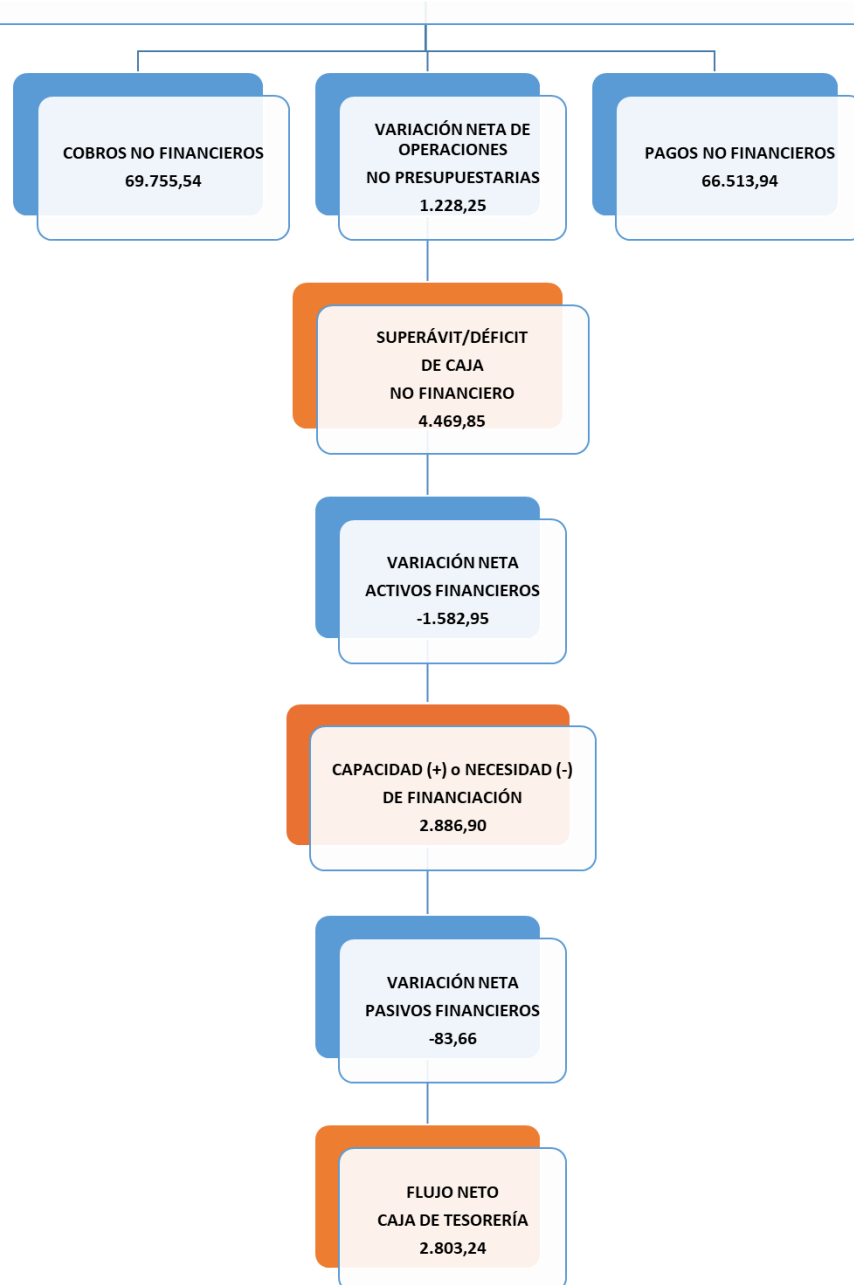 COBROS NO FINANCIEROS
69.755,54
VARIACIÓN NETA DE
OPERACIONES
NO PRESUPUESTARIAS
1.228,25
PAGOS NO FINANCIEROS
66.513,94
SUPERÁVIT/DÉFICIT
DE CAJA
NO FINANCIERO
4.469,85
VARIACIÓN NETA
ACTIVOS FINANCIEROS
-1.582,95
CAPACIDAD (+) o NECESIDAD (-)
DE FINANCIACIÓN
2.886,90
VARIACIÓN NETA
PASIVOS FINANCIEROS
-83,66
FLUJO NETO
CAJA DE TESORERÍA
2.803,24